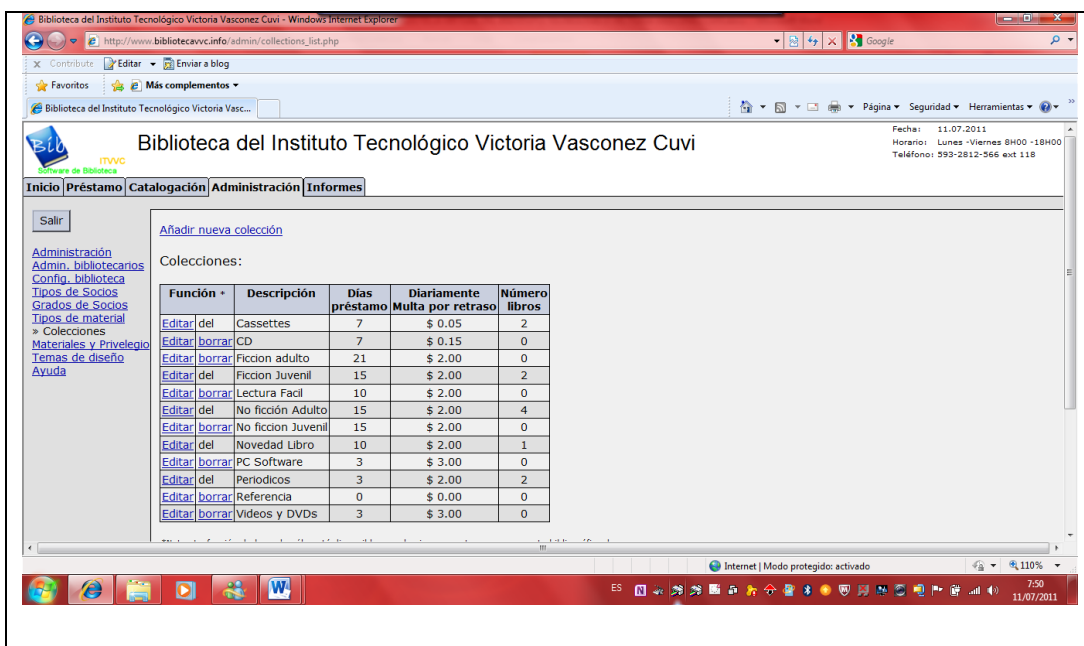 Biblioteca del Instituto Tecnológico Victoria Vasconez Cuvi - Windows Internet Explorer
http://www.bibliotecavvc.info/admin/collections_list.php
Google
x Contribute Editar Enviar a blog
Favoritos Más complementos
Biblioteca del Instituto Tecnológico Victoria Vasc...
Página Seguridad Herramientas
Bib
ITVVC
Software de Biblioteca
Biblioteca del Instituto Tecnológico Victoria Vasconez Cuvi
Fecha: 11.07.2011
Horario: Lunes -Viernes 8H00 -18H00
Teléfono: 593-2812-566 ext 118
Inicio Préstamo Catalogación Administración Informes
Salir
Administración
Admin. bibliotecarios
Config. biblioteca
Tipos de Socios
Grados de Socios
Tipos de material
» Colecciones
Materiales y Privelegio
Temas de diseño
Ayuda
Añadir nueva colección
Colecciones:
Función * Descripción Días préstamo Diariamente Multa por retraso Número libros
Editar del Cassettes 7 $ 0.05 2
Editar borrar CD 7 $ 0.15 0
Editar borrar Ficcion adulto 21 $ 2.00 0
Editar del Ficcion Juvenil 15 $ 2.00 2
Editar borrar Lectura Facil 10 $ 2.00 0
Editar del No ficción Adulto 15 $ 2.00 4
Editar borrar No ficcion Juvenil 15 $ 2.00 0
Editar del Novedad Libro 10 $ 2.00 1
Editar borrar PC Software 3 $ 3.00 0
Editar del Periodicos 3 $ 2.00 2
Editar borrar Referencia 0 $ 0.00 0
Editar borrar Videos y DVDs 3 $ 3.00 0
Internet | Modo protegido: activado
110%
ES
7:50
11/07/2011